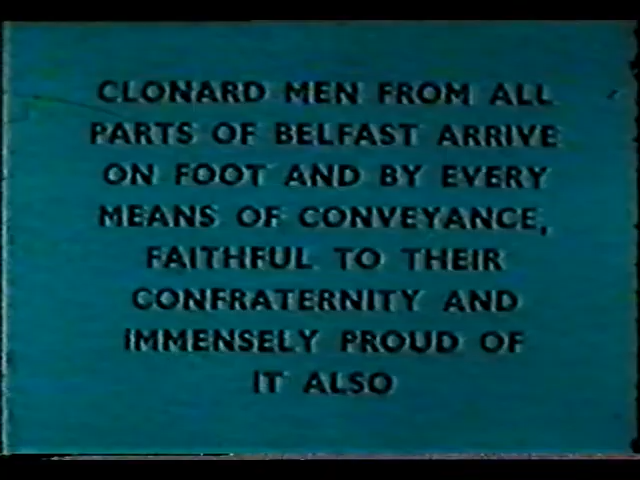 CLONARD MEN FROM ALL
PARTS OF BELFAST ARRIVE
ON FOOT AND BY EVERY
MEANS OF CONVEYANCE,
FAITHFUL TO THEIR
CONFRATERNITY AND
IMMENSELY PROUD OF
IT ALSO